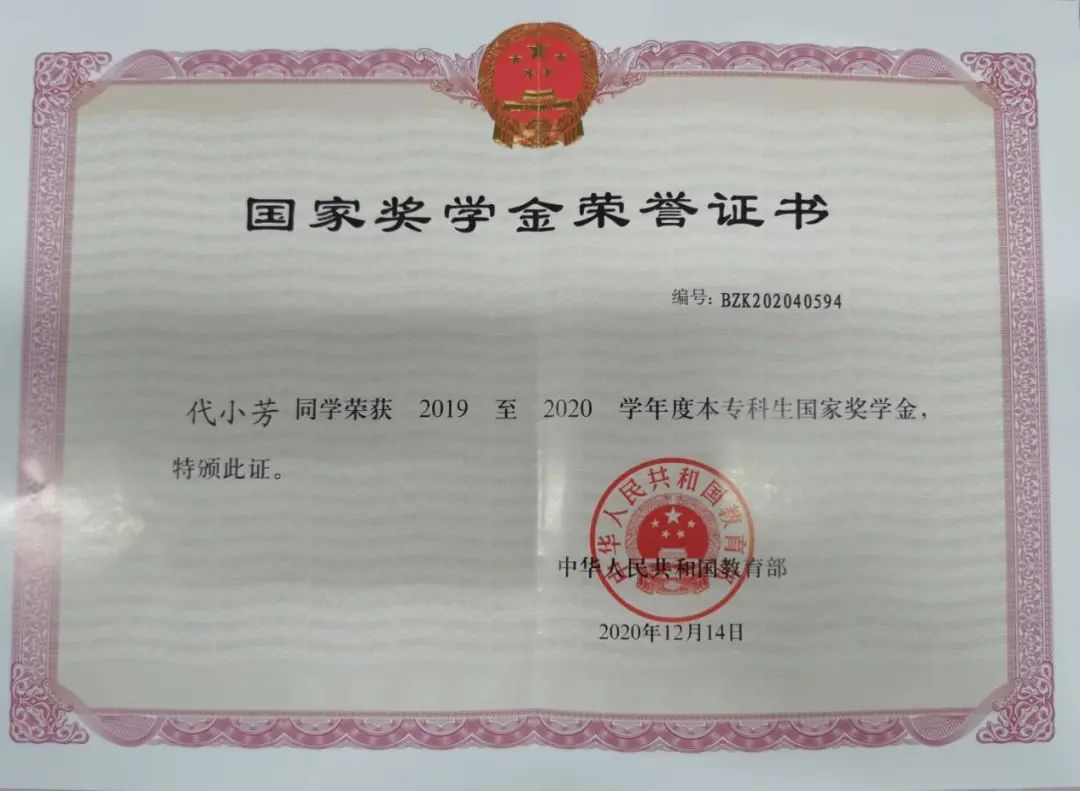 国家奖学金荣誉证书
编号: BZK202040594
代小芳 同学荣获 2019 至 2020 学年度本专科生国家奖学金,
特颁此证。
中华人民共和国教育部
中华人民共和国教育部
2020年12月14日